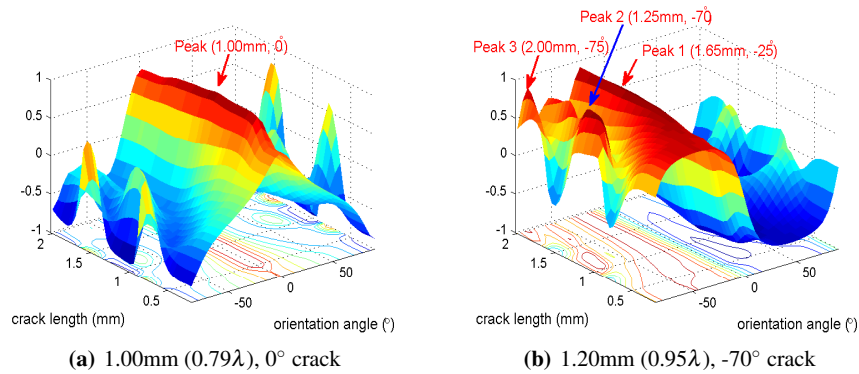 Peak (1.00mm, 0°)
1
0.5
0
-0.5
-1
2
1.5
1
0.5
-50
0
50
crack length (mm)
orientation angle (°)
(a) 1.00mm (0.79λ), 0° crack
Peak 2 (1.25mm, -70°)
Peak 3 (2.00mm, -75°)
Peak 1 (1.65mm, -25°)
1
0.5
0
-0.5
-1
2
1.5
1
0.5
-50
0
50
crack length (mm)
orientation angle (°)
(b) 1.20mm (0.95λ), -70° crack